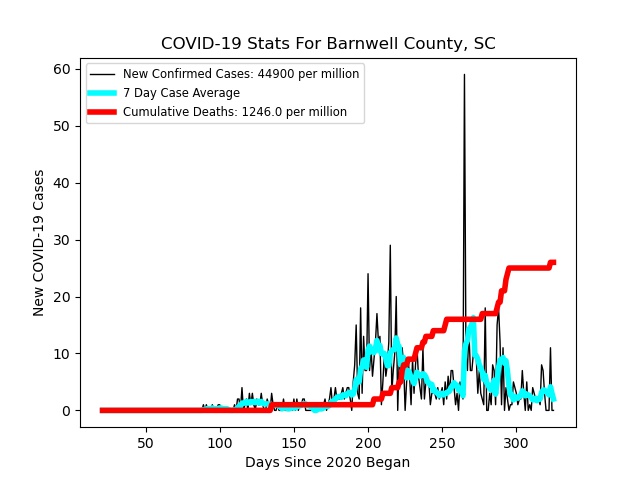 COVID-19 Stats For Barnwell County, SC
New Confirmed Cases: 44900 per million
7 Day Case Average
Cumulative Deaths: 1246.0 per million
New COVID-19 Cases
60
50
40
30
20
10
0
50 100 150 200 250 300
Days Since 2020 Began